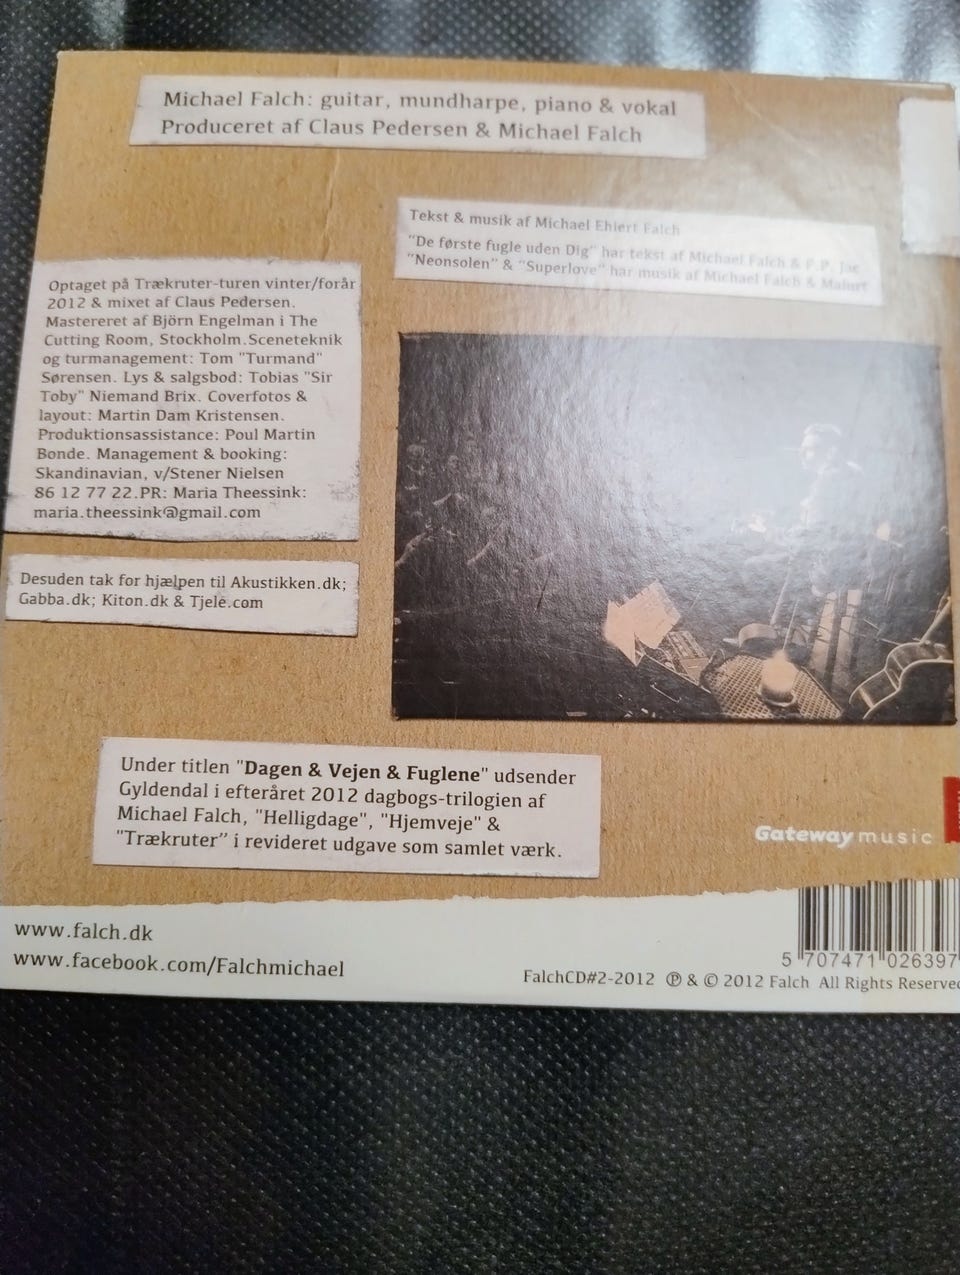 Michael Falch: guitar, mundharpe, piano & vokal
Produceret af Claus Pedersen & Michael Falch
Tekst & musik af Michael Ehlert Falch
"De første fugle uden Dig" har tekst af Michael Falch & F.P. Jac
"Neonsolen" & "Superlove" har musik af Michael Falch & Malurt
Optaget på Trækruter-turen vinter/forår
2012 & mixet af Claus Pedersen.
Mastereret af Björn Engelman i The
Cutting Room, Stockholm.Sceneteknik
og turmanagement: Tom "Turmand"
Sørensen. Lys & salgsbod: Tobias "Sir
Toby" Niemand Brix. Coverfotos &
layout: Martin Dam Kristensen.
Produktionsassistance: Poul Martin
Bonde. Management & booking:
Skandinavian, v/Stener Nielsen
86 12 77 22.PR: Maria Theessink:
maria.theessink@gmail.com
Desuden tak for hjælpen til Akustikken.dk;
Gabba.dk; Kiton.dk & Tjele.com
Under titlen "Dagen & Vejen & Fuglene" udsender
Gyldendal i efteråret 2012 dagbogs-trilogien af
Michael Falch, "Helligdage", "Hjemveje" &
"Trækruter" i revideret udgave som samlet værk.
Gateway music
www.falch.dk
www.facebook.com/Falchmichael
5 707471 026397
FalchCD#2-2012 ℗ & © 2012 Falch All Rights Reserved